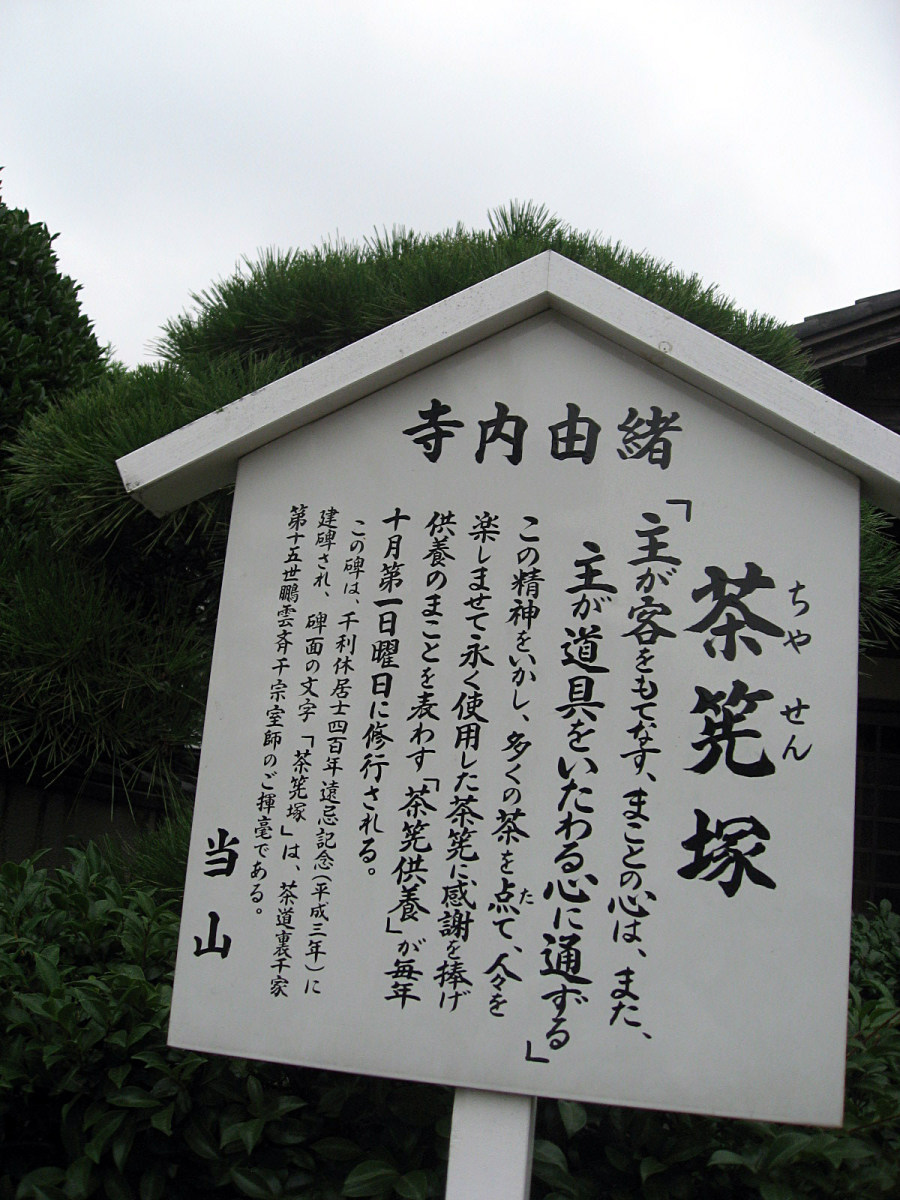 寺内由緒
茶筅塚
ちやせん
「主が客をもてなす、まことの心は、また、
主が道具をいたわる心に通ずる」
この精神をいかし、多くの茶を点て、人々を
た
楽しませて永く使用した茶筅に感謝を捧げ
供養のまことを表わす「茶筅供養」が毎年
十月第一日曜日に修行される。
この碑は、千利休居士四百年遠忌記念(平成三年)に
建碑され、碑面の文字「茶筅塚」は、茶道裏千家
第十五世鵬雲斉千宗室師のご揮毫である。
当山